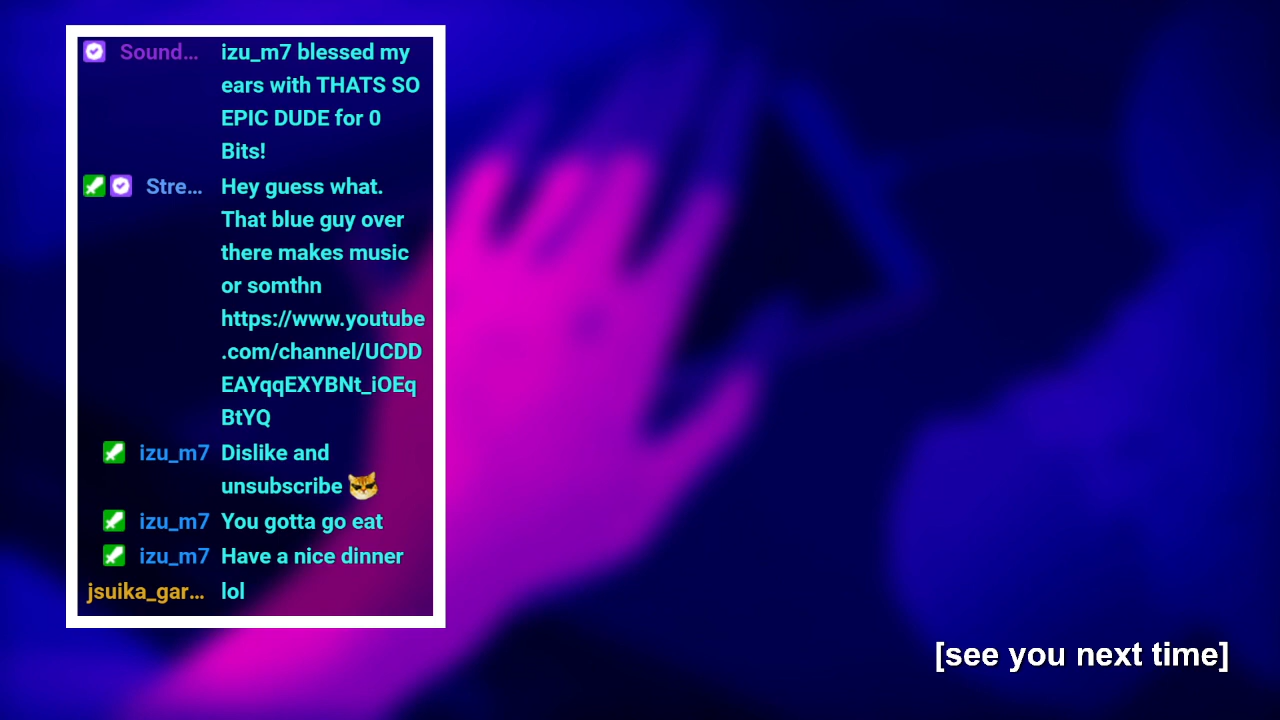 Sound... izu_m7 blessed my
ears with THATS SO
EPIC DUDE for 0
Bits!
Stre... Hey guess what.
That blue guy over
there makes music
or somthn
https://www.youtube
.com/channel/UCDD
EAYqqEXYBNt_iOEq
BtYQ
izu_m7 Dislike and
unsubscribe
izu_m7 You gotta go eat
izu_m7 Have a nice dinner
jsuika_gar... lol
[see you next time]